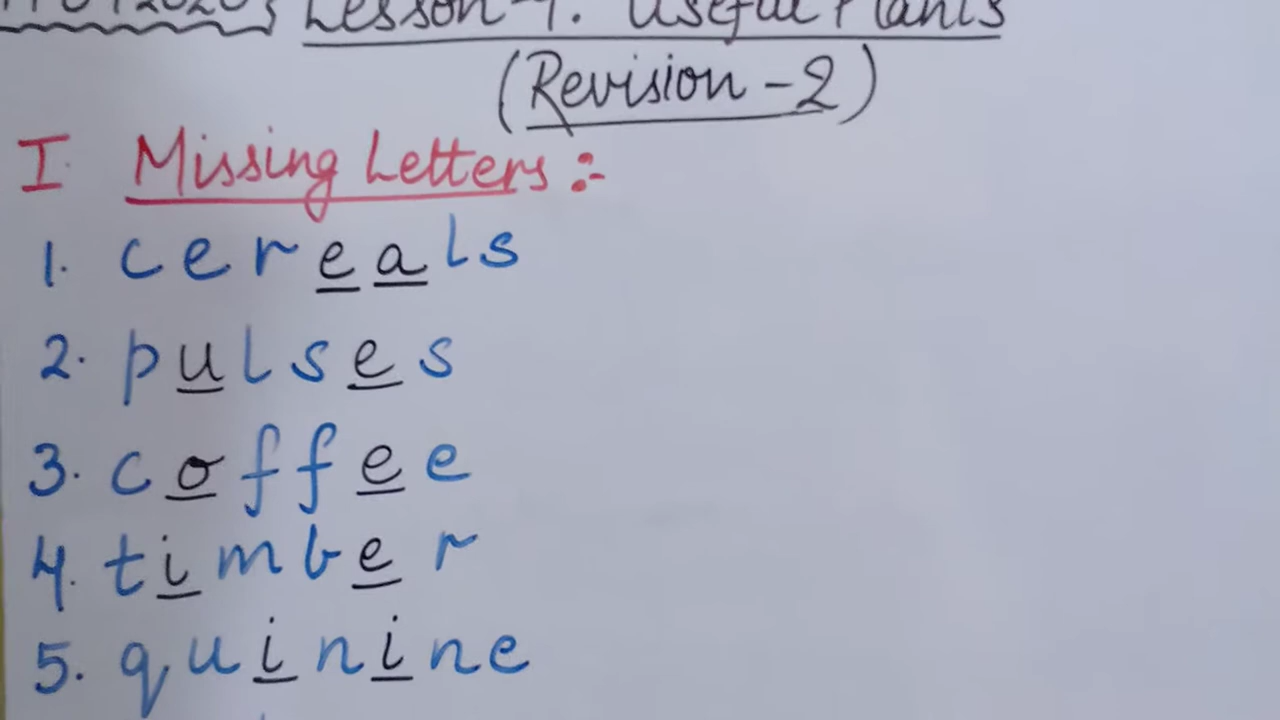 Lesson-4. Useful Plants
(Revision-2)
I. Missing Letters :-
1. cereals
2. pulses
3. coffee
4. timber
5. quinine